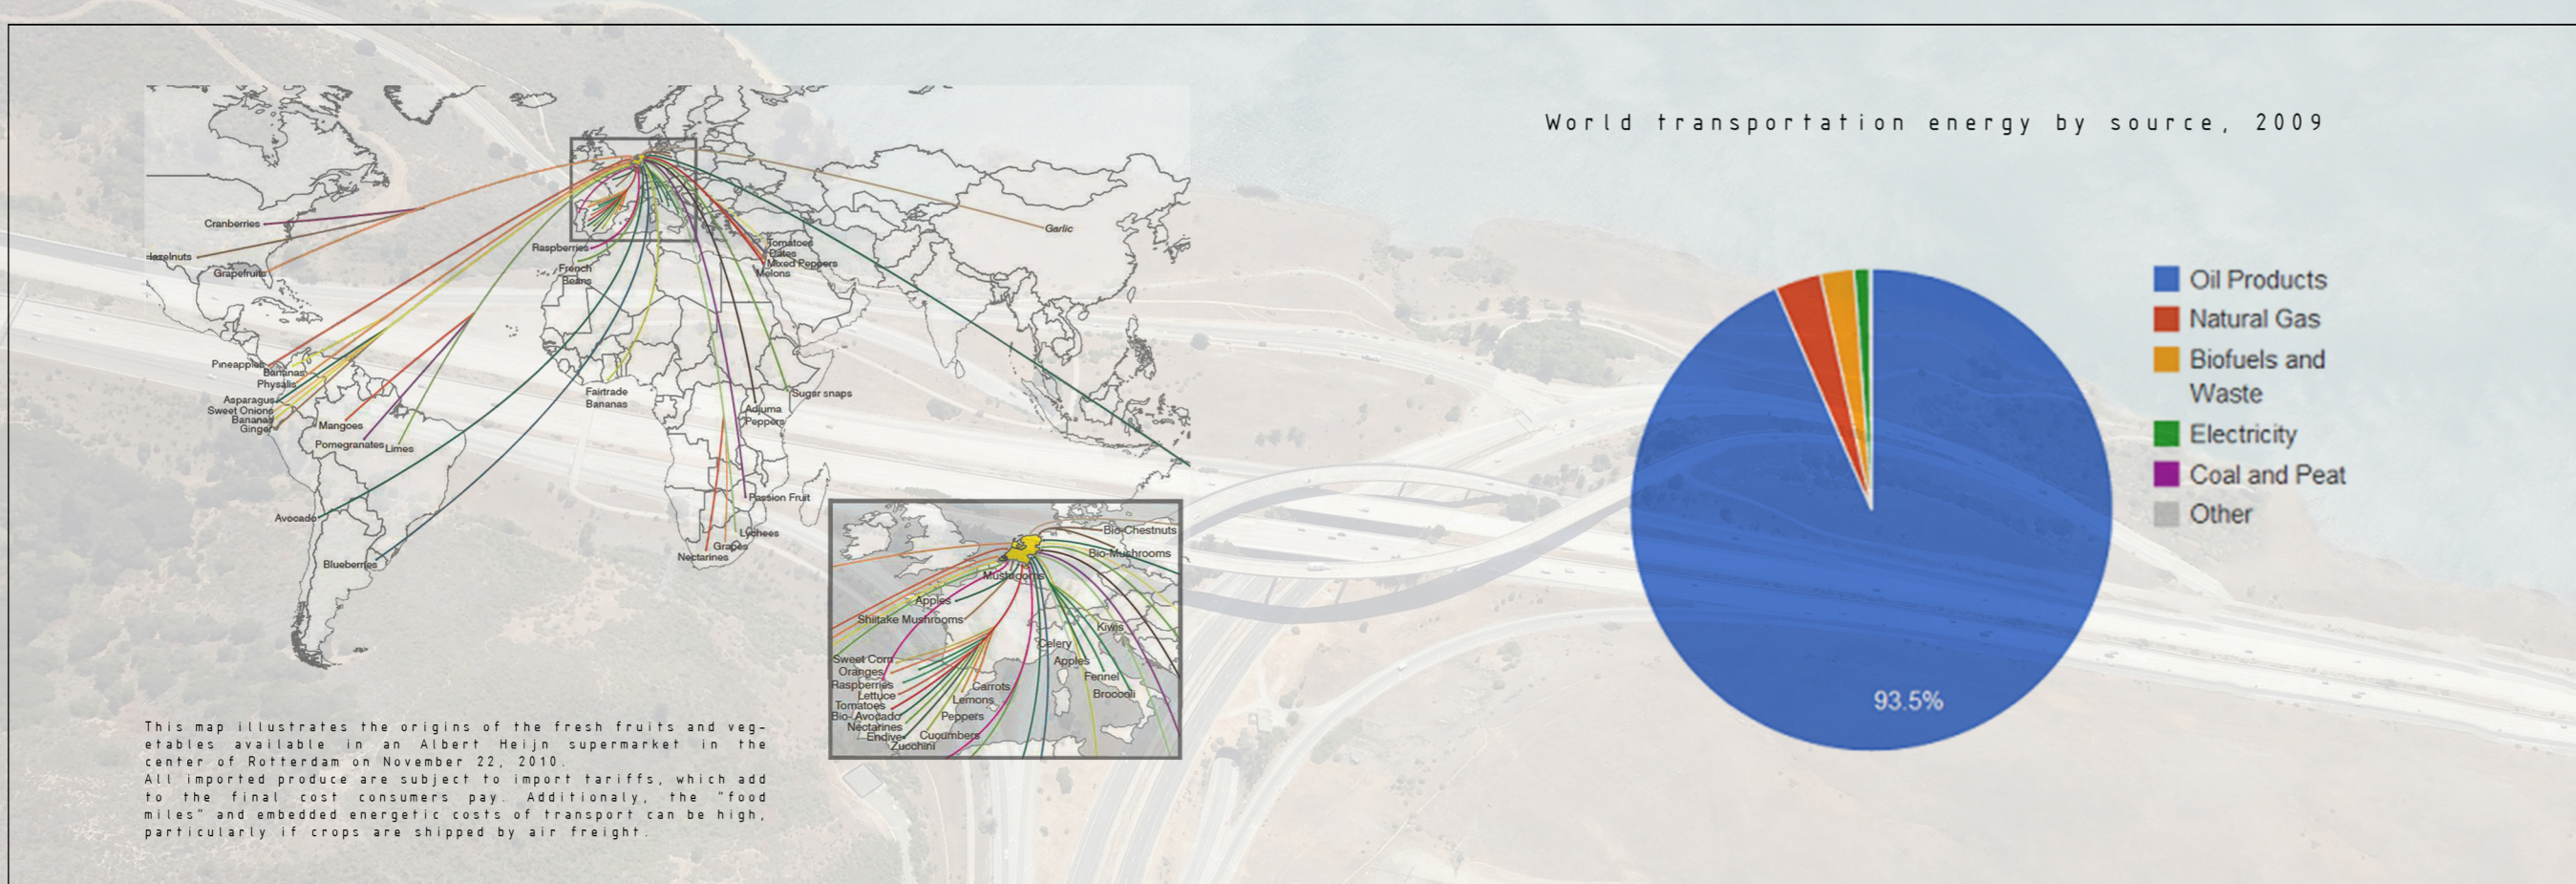 World transportation energy by source, 2009
Cranberries
Hazelnuts
Grapefruits
Raspberries
French
Beans
Tomatoes
Dates
Mixed Peppers
Melons
Garlic
Pineapples
Bananas
Physalis
Asparagus
Sweet Onions
Bananas
Ginger
Mangoes
Pomegranates
Limes
Fairtrade
Bananas
Sugar snaps
Adjuma
Peppers
Passion Fruit
Avocado
Lychees
Grapes
Nectarines
Blueberries
Bio-Chestnuts
Bio-Mushrooms
Mushrooms
Apples
Shiitake Mushrooms
Kiwis
Celery
Sweet Corn
Apples
Oranges
Fennel
Raspberries
Carrots
Lettuce
Broccoli
Lemons
Tomatoes
Bio-Avocado
Peppers
Nectarines
Endive
Cucumbers
Zucchini
Oil Products
Natural Gas
Biofuels and
Waste
Electricity
Coal and Peat
Other
93.5%
This map illustrates the origins of the fresh fruits and veg-
etables available in an Albert Heijn supermarket in the
center of Rotterdam on November 22, 2010.
All imported produce are subject to import tariffs, which add
to the final cost consumers pay. Additionaly, the "food
miles" and embedded energetic costs of transport can be high,
particularly if crops are shipped by air freight.